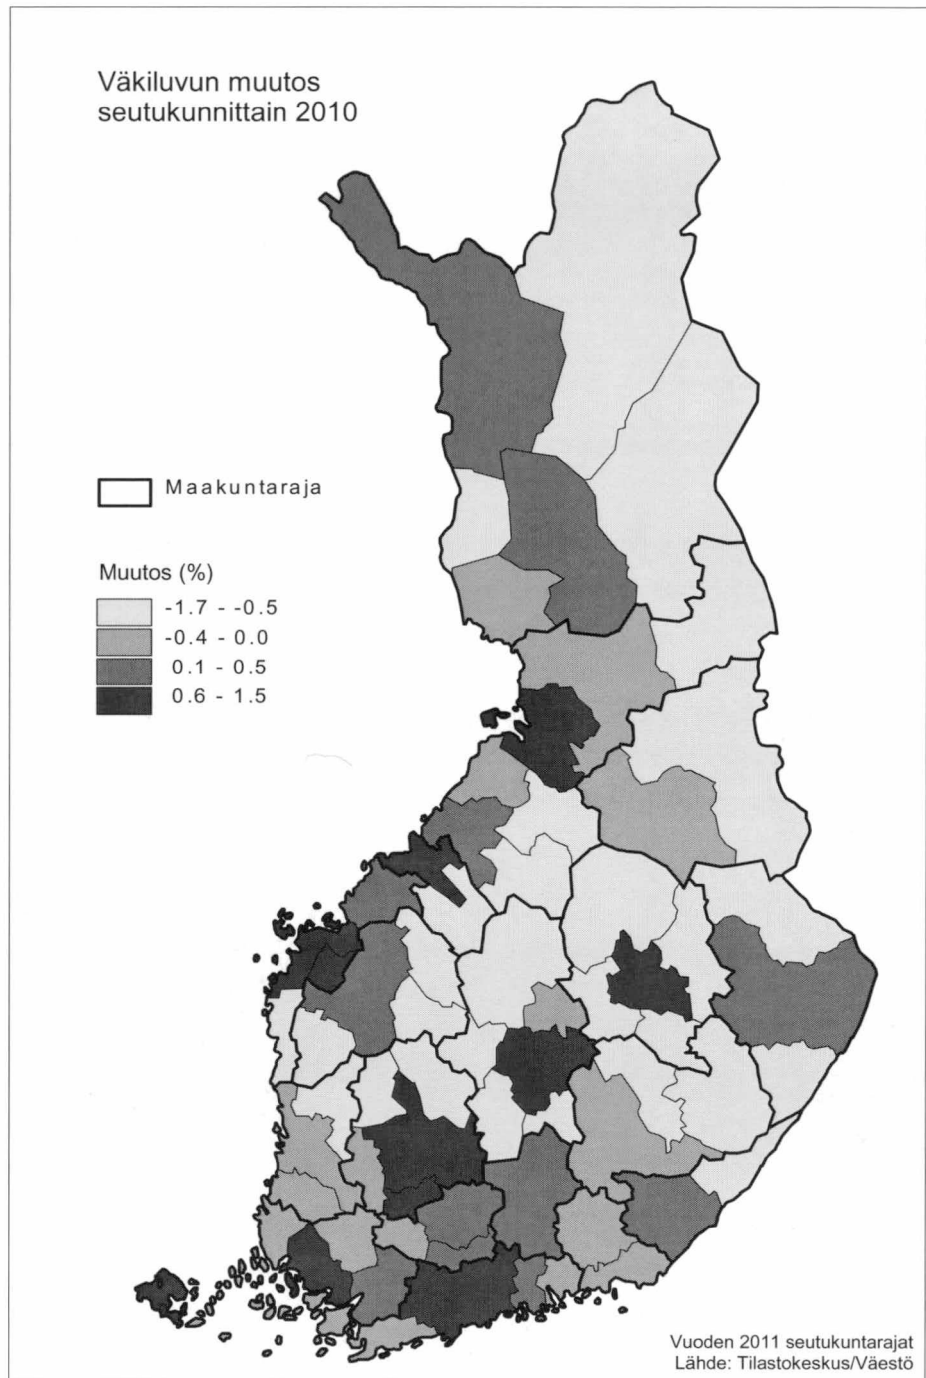 Väkiluvun muutos
seutukunnittain 2010
Maakuntaraja
Muutos (%)
-1.7 - -0.5
-0.4 - 0.0
0.1 - 0.5
0.6 - 1.5
Vuoden 2011 seutukuntarajat
Lähde: Tilastokeskus/Väestö